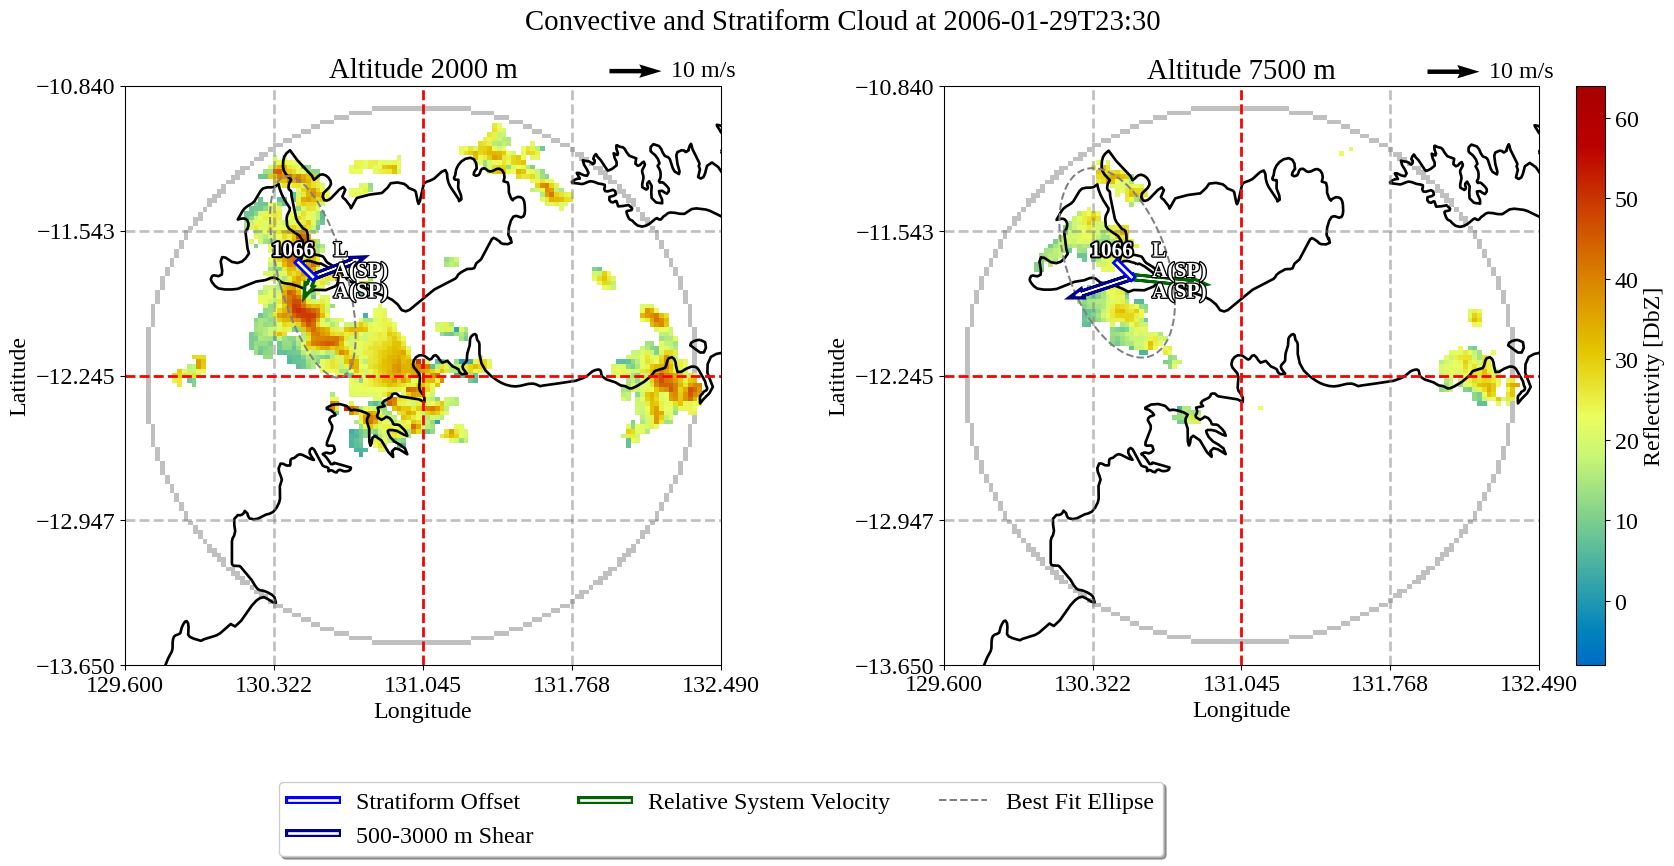 Convective and Stratiform Cloud at 2006-01-29T23:30
Altitude 2000 m
10 m/s
Altitude 7500 m
10 m/s
−10.840
−11.543
−12.245
−12.947
−13.650
Latitude
129.600
130.322
131.045
131.768
132.490
Longitude
1066
L
A(SP)
A(SP)
−10.840
−11.543
−12.245
−12.947
−13.650
Latitude
129.600
130.322
131.045
131.768
132.490
Longitude
1066
L
A(SP)
A(SP)
60
50
40
30
20
10
0
Reflectivity [DbZ]
Stratiform Offset
Relative System Velocity
Best Fit Ellipse
500-3000 m Shear